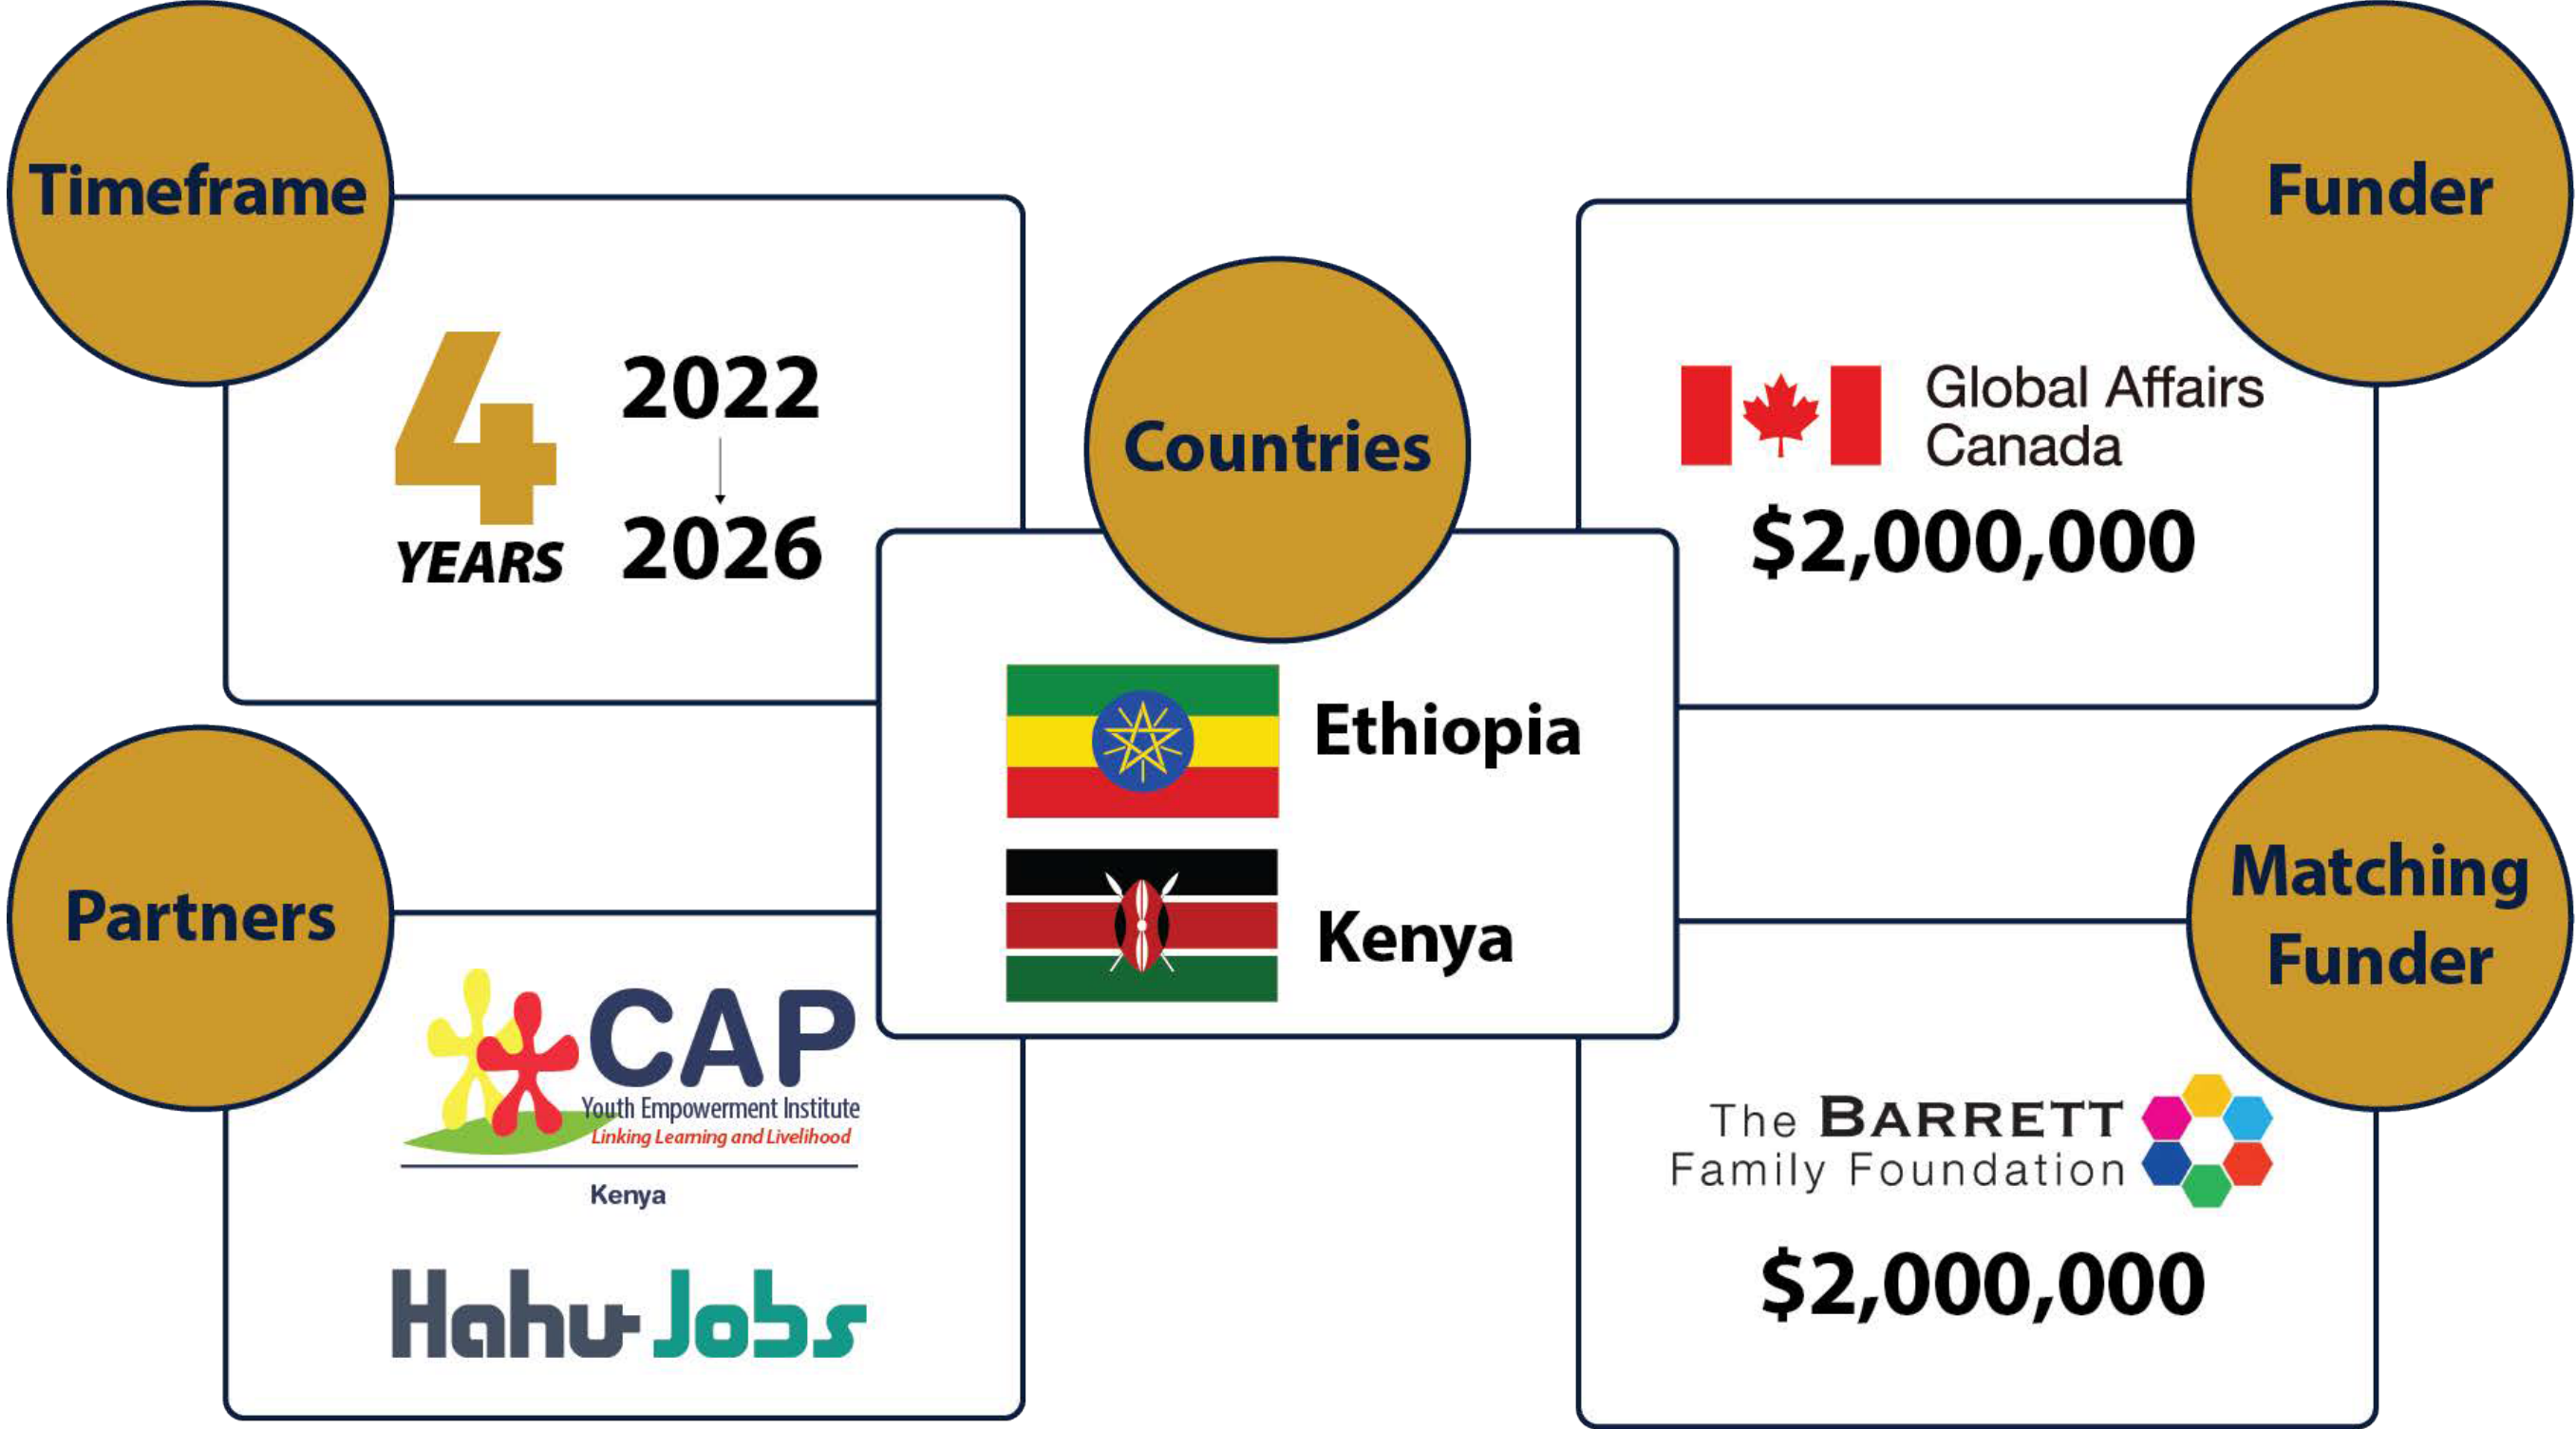 Timeframe
4
YEARS
2022
2026
Funder
Global Affairs
Canada
$2,000,000
Countries
Ethiopia
Kenya
Partners
CAP
Youth Empowerment Institute
Linking Learning and Livelihood
Kenya
Hahu-Jobs
Matching
Funder
The BARRETT
Family Foundation
$2,000,000